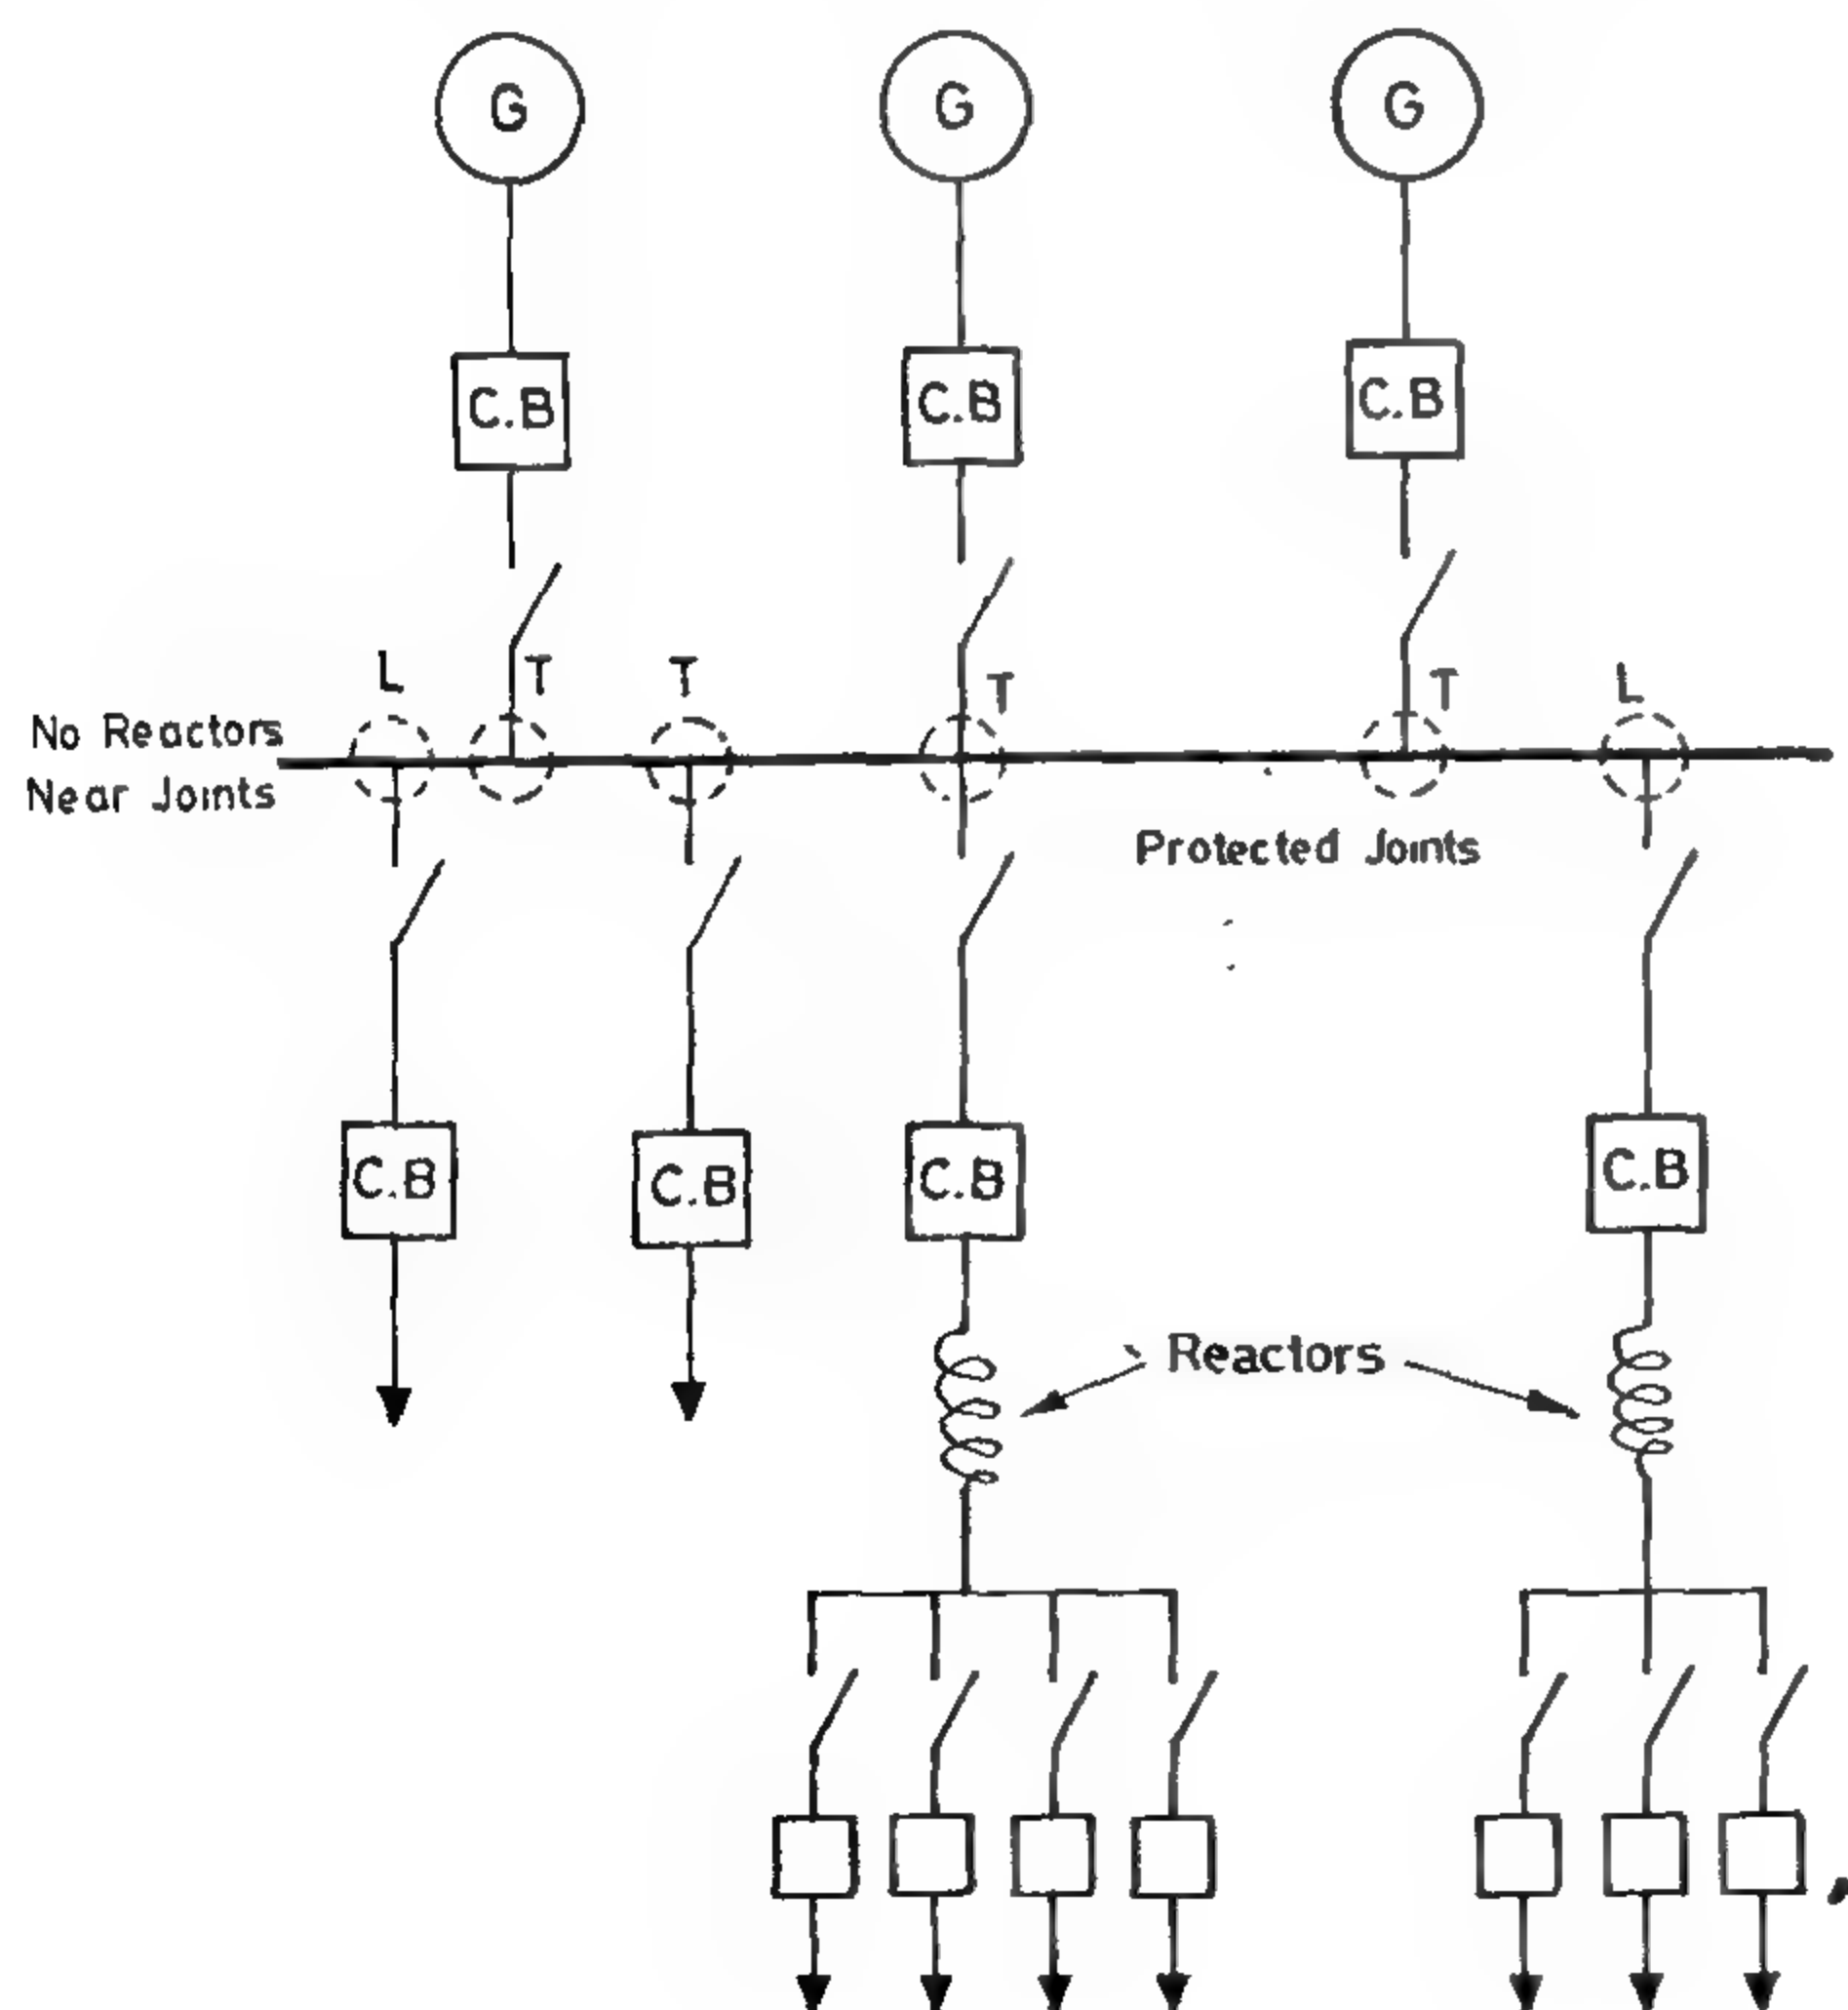 G
G
G
C.B
C.B
C.B
L
T
T
T
T
L
No Reactors
Near Joints
Protected Joints
C.B
C.B
C.B
C.B
Reactors